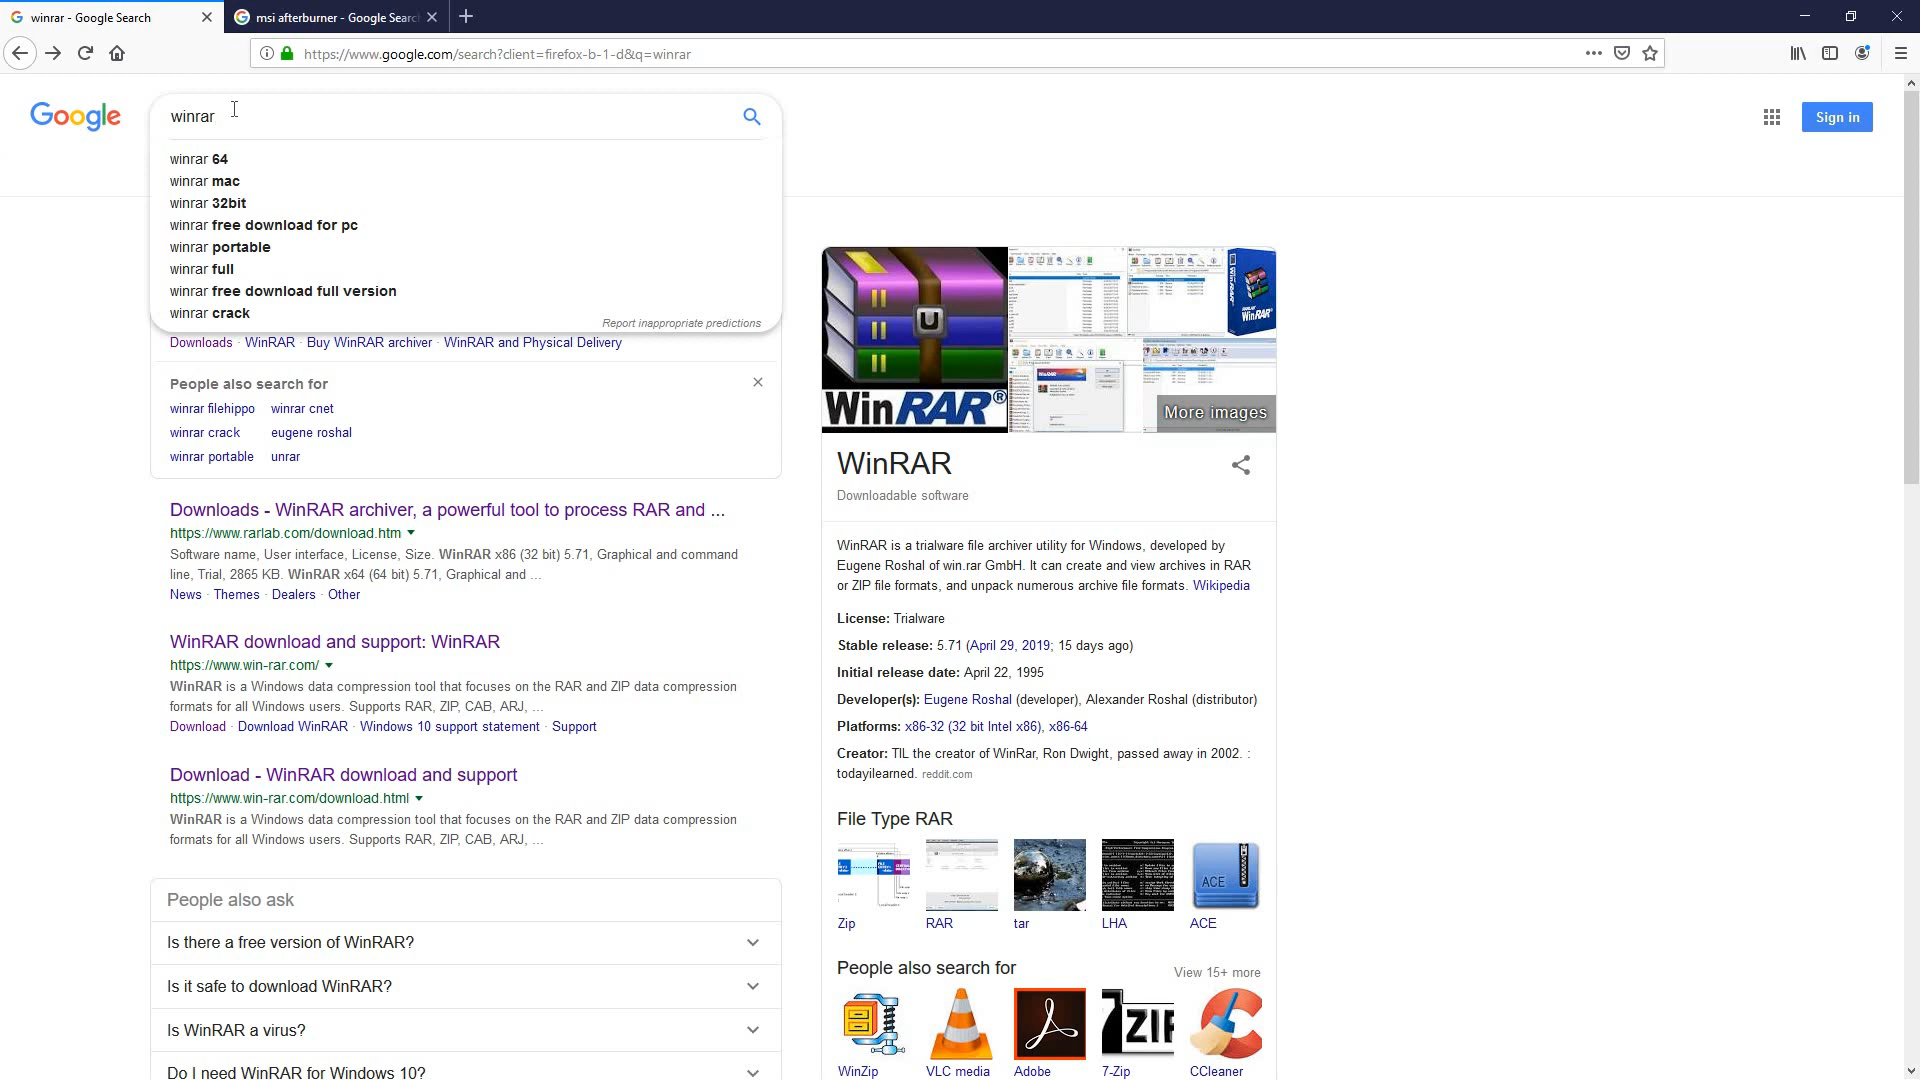 winrar - Google Search
msi afterburner - Google Searc
https://www.google.com/search?client=firefox-b-1-d&q=winrar
Google
winrar
Sign in
winrar 64
winrar mac
winrar 32bit
winrar free download for pc
winrar portable
winrar full
winrar free download full version
winrar crack
Report inappropriate predictions
Downloads · WinRAR · Buy WinRAR archiver · WinRAR and Physical Delivery
People also search for
winrar filehippo winrar cnet
winrar crack eugene roshal
winrar portable unrar
Downloads - WinRAR archiver, a powerful tool to process RAR and ...
https://www.rarlab.com/download.htm
Software name, User interface, License, Size. WinRAR x86 (32 bit) 5.71, Graphical and command
line, Trial, 2865 KB. WinRAR x64 (64 bit) 5.71, Graphical and ...
News · Themes · Dealers · Other
WinRAR download and support: WinRAR
https://www.win-rar.com/
WinRAR is a Windows data compression tool that focuses on the RAR and ZIP data compression
formats for all Windows users. Supports RAR, ZIP, CAB, ARJ, ...
Download · Download WinRAR · Windows 10 support statement · Support
Download - WinRAR download and support
https://www.win-rar.com/download.html
WinRAR is a Windows data compression tool that focuses on the RAR and ZIP data compression
formats for all Windows users. Supports RAR, ZIP, CAB, ARJ, ...
People also ask
Is there a free version of WinRAR?
Is it safe to download WinRAR?
Is WinRAR a virus?
Do I need WinRAR for Windows 10?
WinRAR®
WinRAR
More images
WinRAR
Downloadable software
WinRAR is a trialware file archiver utility for Windows, developed by
Eugene Roshal of win.rar GmbH. It can create and view archives in RAR
or ZIP file formats, and unpack numerous archive file formats. Wikipedia
License: Trialware
Stable release: 5.71 (April 29, 2019; 15 days ago)
Initial release date: April 22, 1995
Developer(s): Eugene Roshal (developer), Alexander Roshal (distributor)
Platforms: x86-32 (32 bit Intel x86), x86-64
Creator: TIL the creator of WinRar, Ron Dwight, passed away in 2002. :
todayilearned. reddit.com
File Type RAR
ACE
Zip RAR tar LHA ACE
People also search for
View 15+ more
7ZIP
WinZip VLC media Adobe 7-Zip CCleaner